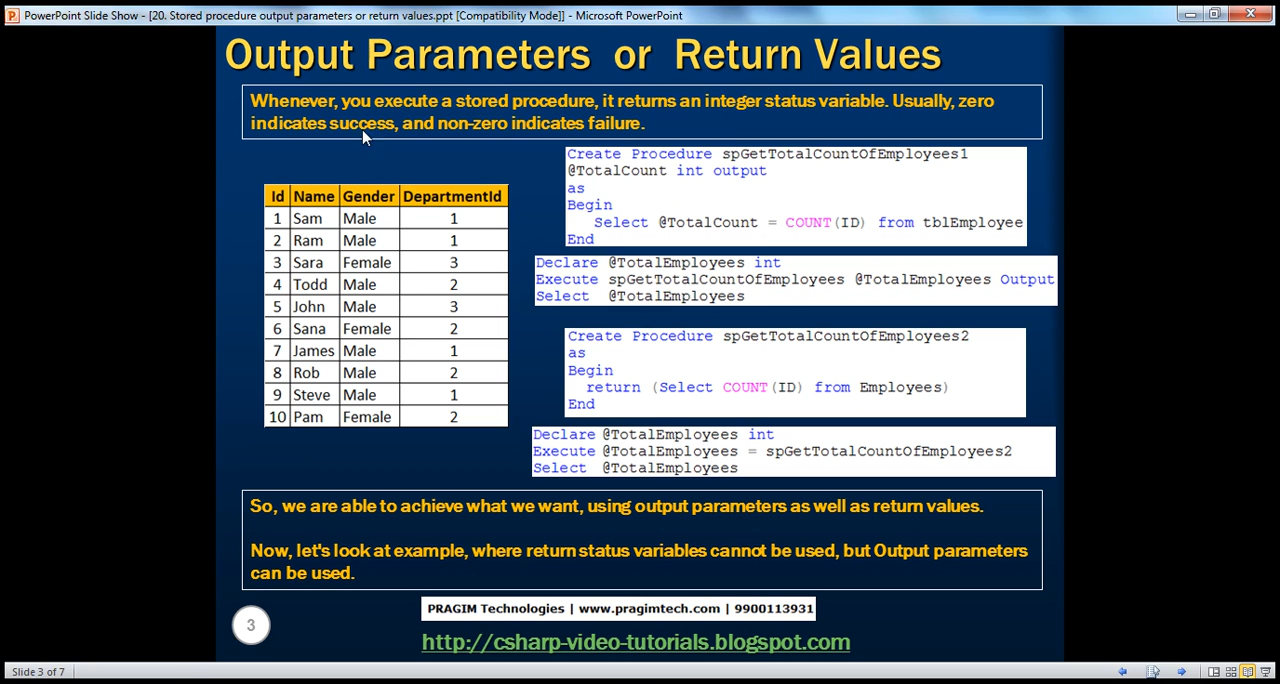 PowerPoint Slide Show - [20. Stored procedure output parameters or return values.ppt [Compatibility Mode]] - Microsoft PowerPoint
Output Parameters or Return Values
Whenever, you execute a stored procedure, it returns an integer status variable. Usually, zero
indicates success, and non-zero indicates failure.
Id Name Gender DepartmentId
1 Sam Male 1
2 Ram Male 1
3 Sara Female 3
4 Todd Male 2
5 John Male 3
6 Sana Female 2
7 James Male 1
8 Rob Male 2
9 Steve Male 1
10 Pam Female 2
Create Procedure spGetTotalCountOfEmployees1
@TotalCount int output
as
Begin
Select @TotalCount = COUNT(ID) from tblEmployee
End
Declare @TotalEmployees int
Execute spGetTotalCountOfEmployees @TotalEmployees Output
Select @TotalEmployees
Create Procedure spGetTotalCountOfEmployees2
as
Begin
return (Select COUNT(ID) from Employees)
End
Declare @TotalEmployees int
Execute @TotalEmployees = spGetTotalCountOfEmployees2
Select @TotalEmployees
So, we are able to achieve what we want, using output parameters as well as return values.
Now, let's look at example, where return status variables cannot be used, but Output parameters
can be used.
3
PRAGIM Technologies | www.pragimtech.com | 9900113931
http://csharp-video-tutorials.blogspot.com
Slide 3 of 7